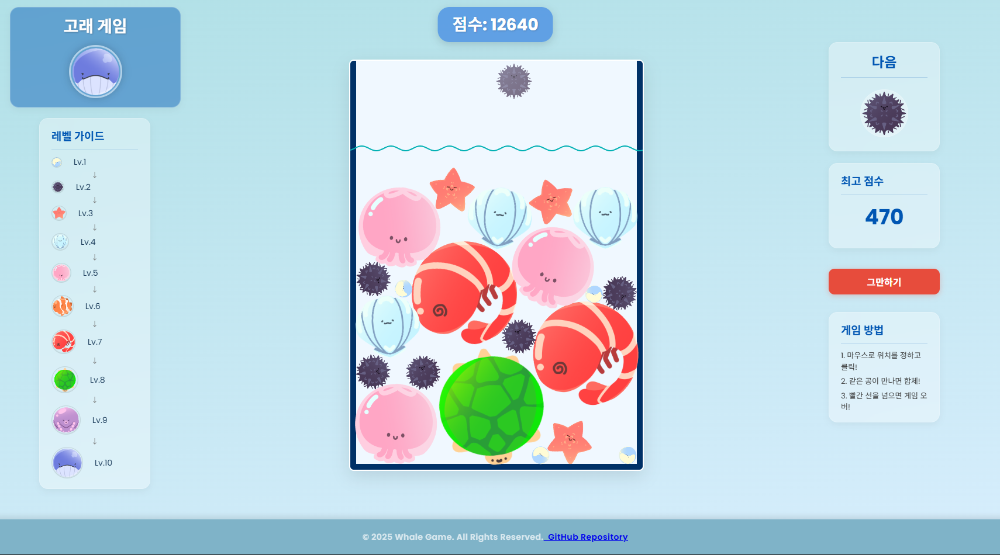 고래 게임
레벨 가이드
Lv.1
↓
Lv.2
↓
Lv.3
↓
Lv.4
↓
Lv.5
↓
Lv.6
↓
Lv.7
↓
Lv.8
↓
Lv.9
↓
Lv.10
점수: 12640
다음
최고 점수
470
그만하기
게임 방법
1. 마우스로 위치를 정하고
클릭!
2. 같은 공이 만나면 합체!
3. 빨간 선을 넘으면 게임 오
버!
© 2025 Whale Game. All Rights Reserved. GitHub Repository